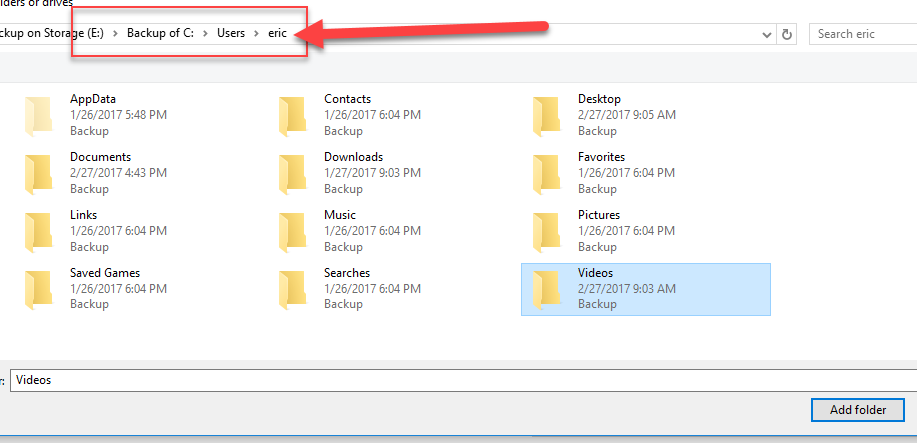 olders or drives
ckup on Storage (E:) > Backup of C: > Users > eric
Search eric
AppData
1/26/2017 5:48 PM
Backup
Contacts
1/26/2017 6:04 PM
Backup
Desktop
2/27/2017 9:05 AM
Backup
Documents
2/27/2017 4:43 PM
Backup
Downloads
1/27/2017 9:03 PM
Backup
Favorites
1/26/2017 6:04 PM
Backup
Links
1/26/2017 6:04 PM
Backup
Music
1/26/2017 6:04 PM
Backup
Pictures
1/26/2017 6:04 PM
Backup
Saved Games
1/26/2017 6:04 PM
Backup
Searches
1/26/2017 6:04 PM
Backup
Videos
2/27/2017 9:03 AM
Backup
r: Videos
Add folder